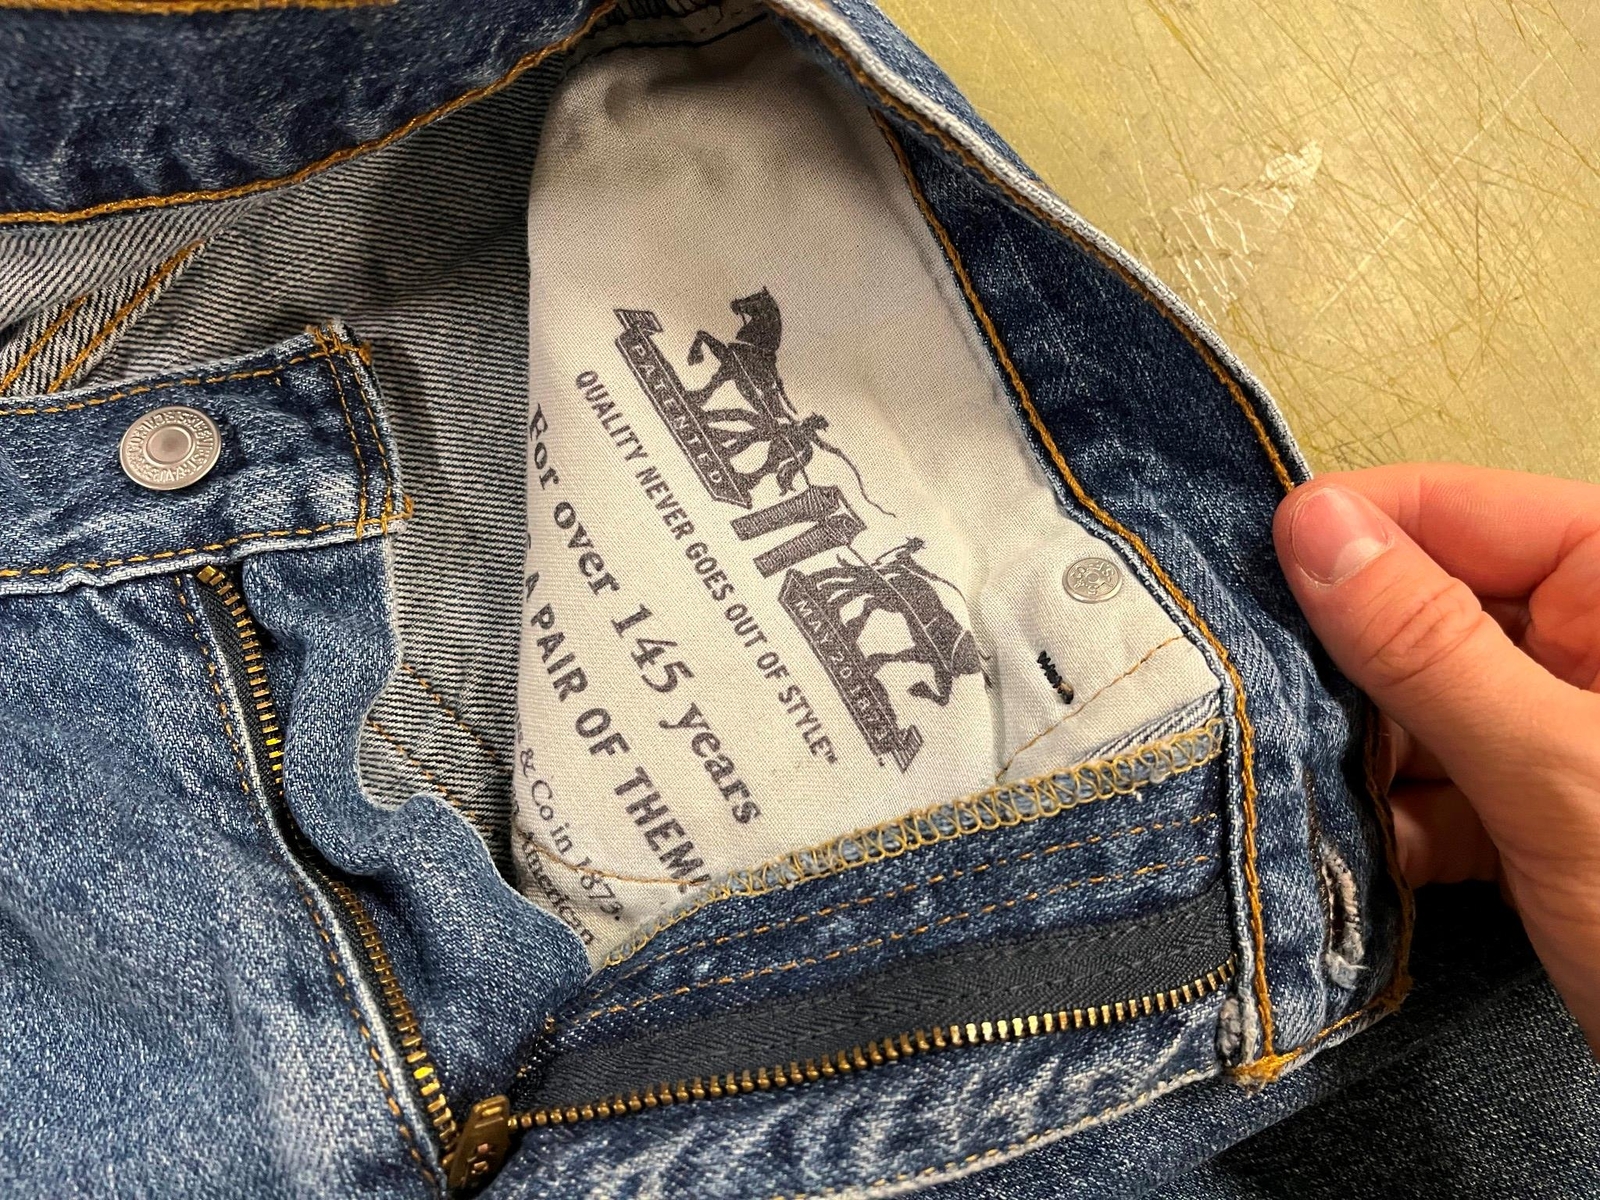 PATENTED
MAY 20 1873
QUALITY NEVER GOES OUT OF STYLE™
For over 145 years
A PAIR OF THEM
& Co in 1873.
American